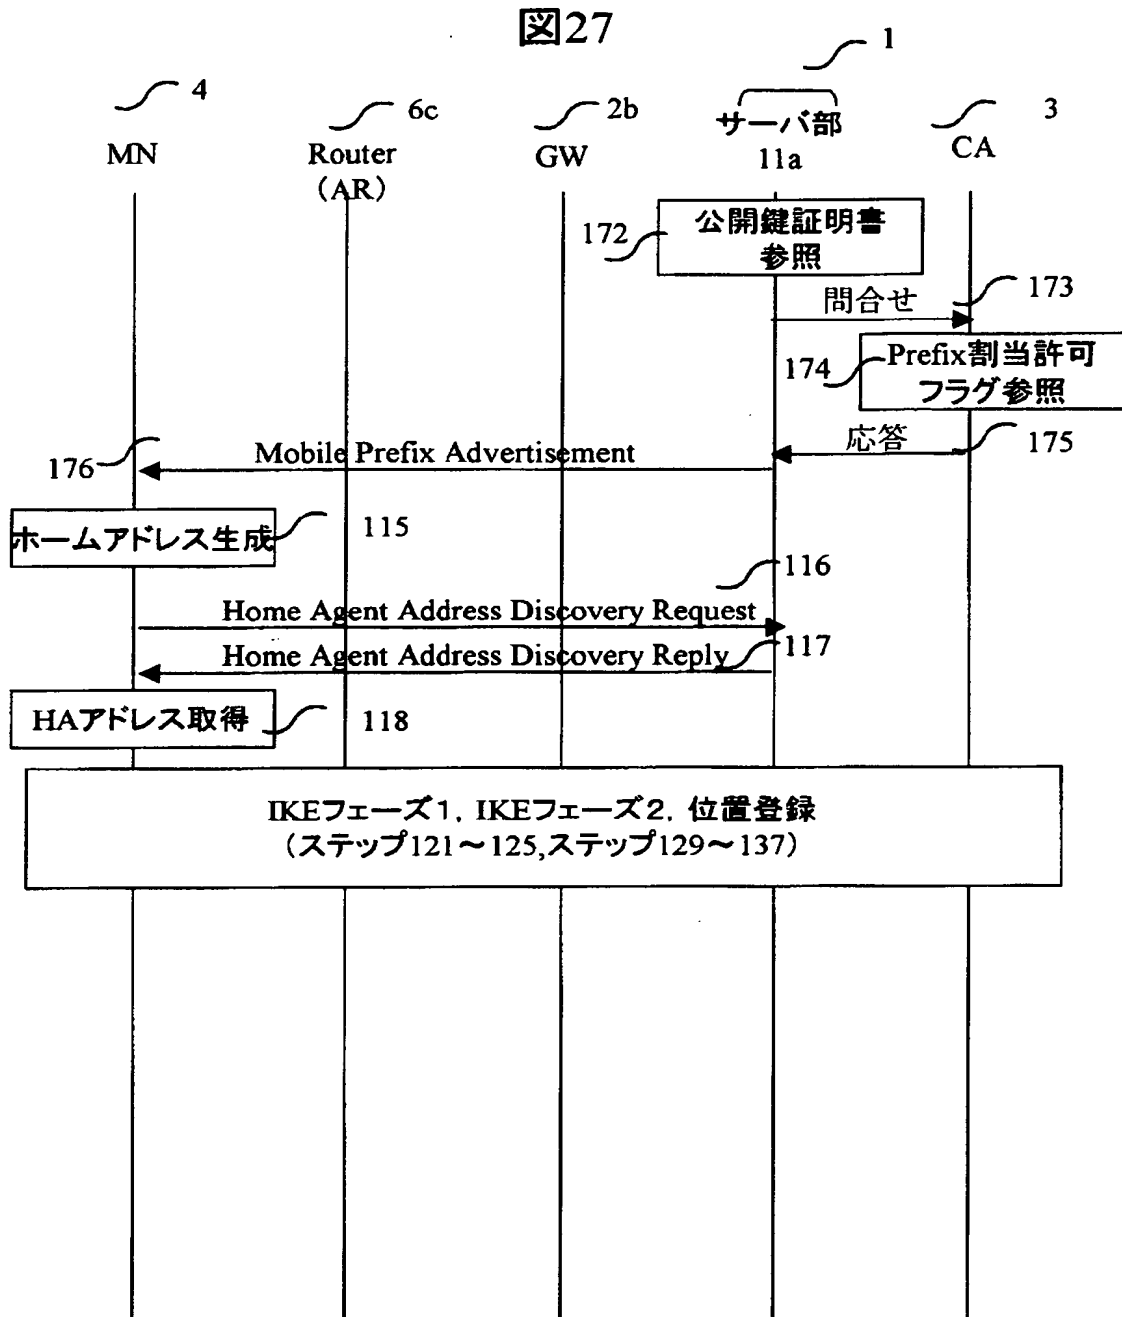 図27
1
4
6c
2b
3
MN
Router
(AR)
GW
サーバ部
11a
CA
172
公開鍵証明書
参照
問合せ
173
174
Prefix割当許可
フラグ参照
応答
175
176
Mobile Prefix Advertisement
ホームアドレス生成
115
116
Home Agent Address Discovery Request
Home Agent Address Discovery Reply
117
HAアドレス取得
118
IKEフェーズ1, IKEフェーズ2, 位置登録
(ステップ121〜125,ステップ129〜137)